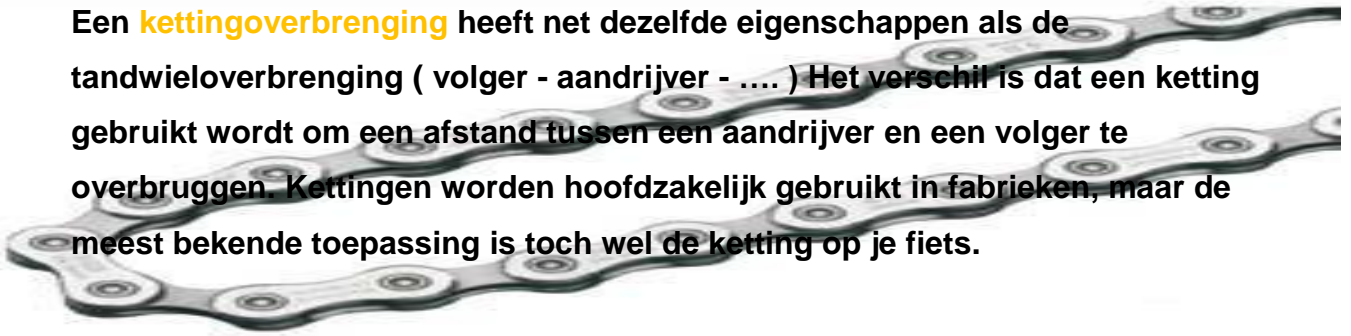 Een kettingoverbrenging heeft net dezelfde eigenschappen als de
tandwieloverbrenging ( volger - aandrijver - .... ) Het verschil is dat een ketting
gebruikt wordt om een afstand tussen een aandrijver en een volger te
overbruggen. Kettingen worden hoofdzakelijk gebruikt in fabrieken, maar de
meest bekende toepassing is toch wel de ketting op je fiets.